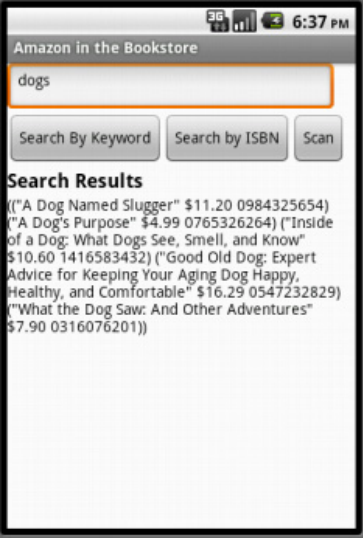 3G 6:37 PM
Amazon in the Bookstore
dogs
Search By Keyword Search by ISBN Scan
Search Results
(("A Dog Named Slugger" $11.20 0984325654)
("A Dog's Purpose" $4.99 0765326264) ("Inside
of a Dog: What Dogs See, Smell, and Know"
$10.60 1416583432) ("Good Old Dog: Expert
Advice for Keeping Your Aging Dog Happy,
Healthy, and Comfortable" $16.29 0547232829)
("What the Dog Saw: And Other Adventures"
$7.90 0316076201))